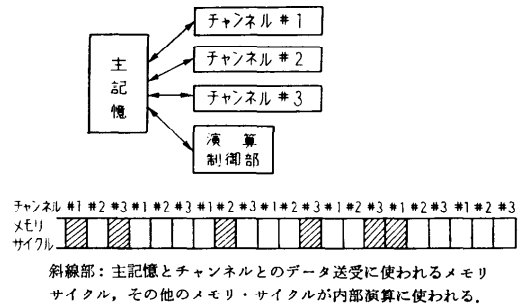 チャンネル #1
チャンネル #2
チャンネル #3
主記憶
演算
制御部
チャンネル #1 #2 #3 #1 #2 #3 #1 #2 #3 #1 #2 #3 #1 #2 #3 #1 #2 #3 #1 #2 #3
メモリ
サイクル
斜線部：主記憶とチャンネルとのデータ送受に使われるメモリ
サイクル，その他のメモリ・サイクルが内部演算に使われる．